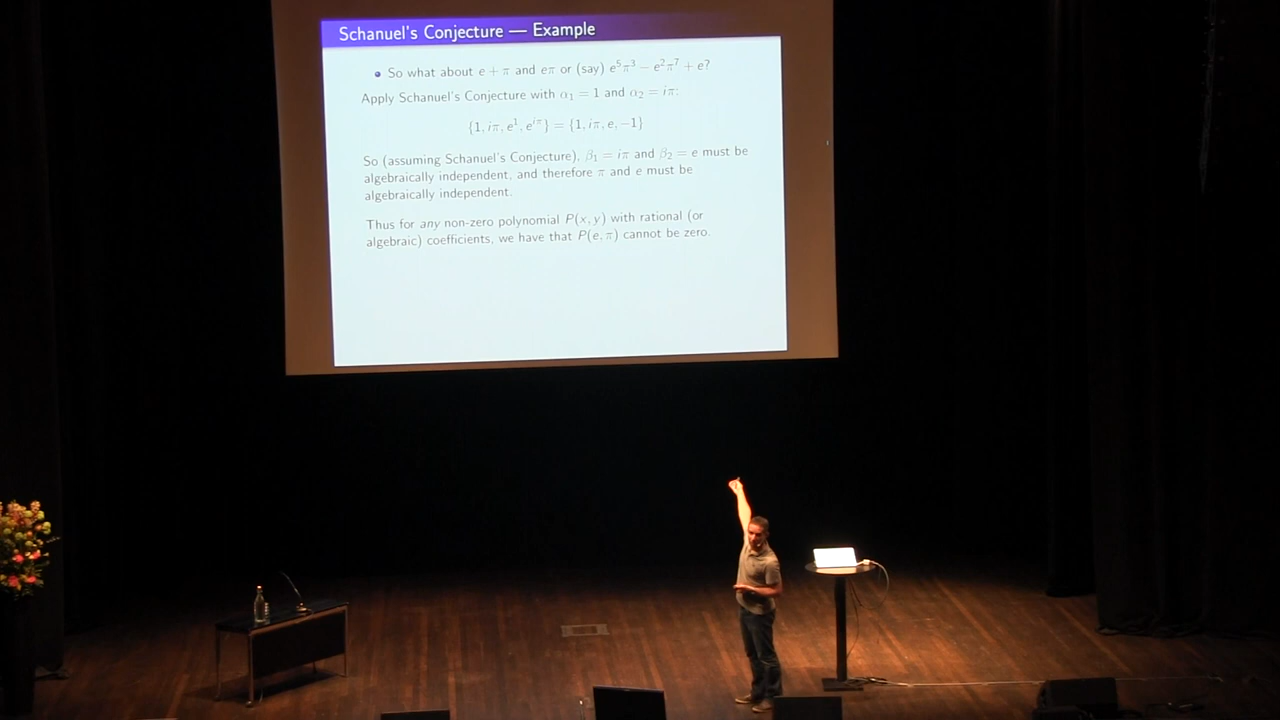 Schanuel's Conjecture — Example
• So what about e + π and eπ or (say) e⁵π³ − e²π⁷ + e?
Apply Schanuel's Conjecture with α₁ = 1 and α₂ = iπ:
{1, iπ, e¹, e^{iπ}} = {1, iπ, e, −1}
So (assuming Schanuel's Conjecture), β₁ = iπ and β₂ = e must be
algebraically independent, and therefore π and e must be
algebraically independent.
Thus for any non-zero polynomial P(x, y) with rational (or
algebraic) coefficients, we have that P(e, π) cannot be zero.